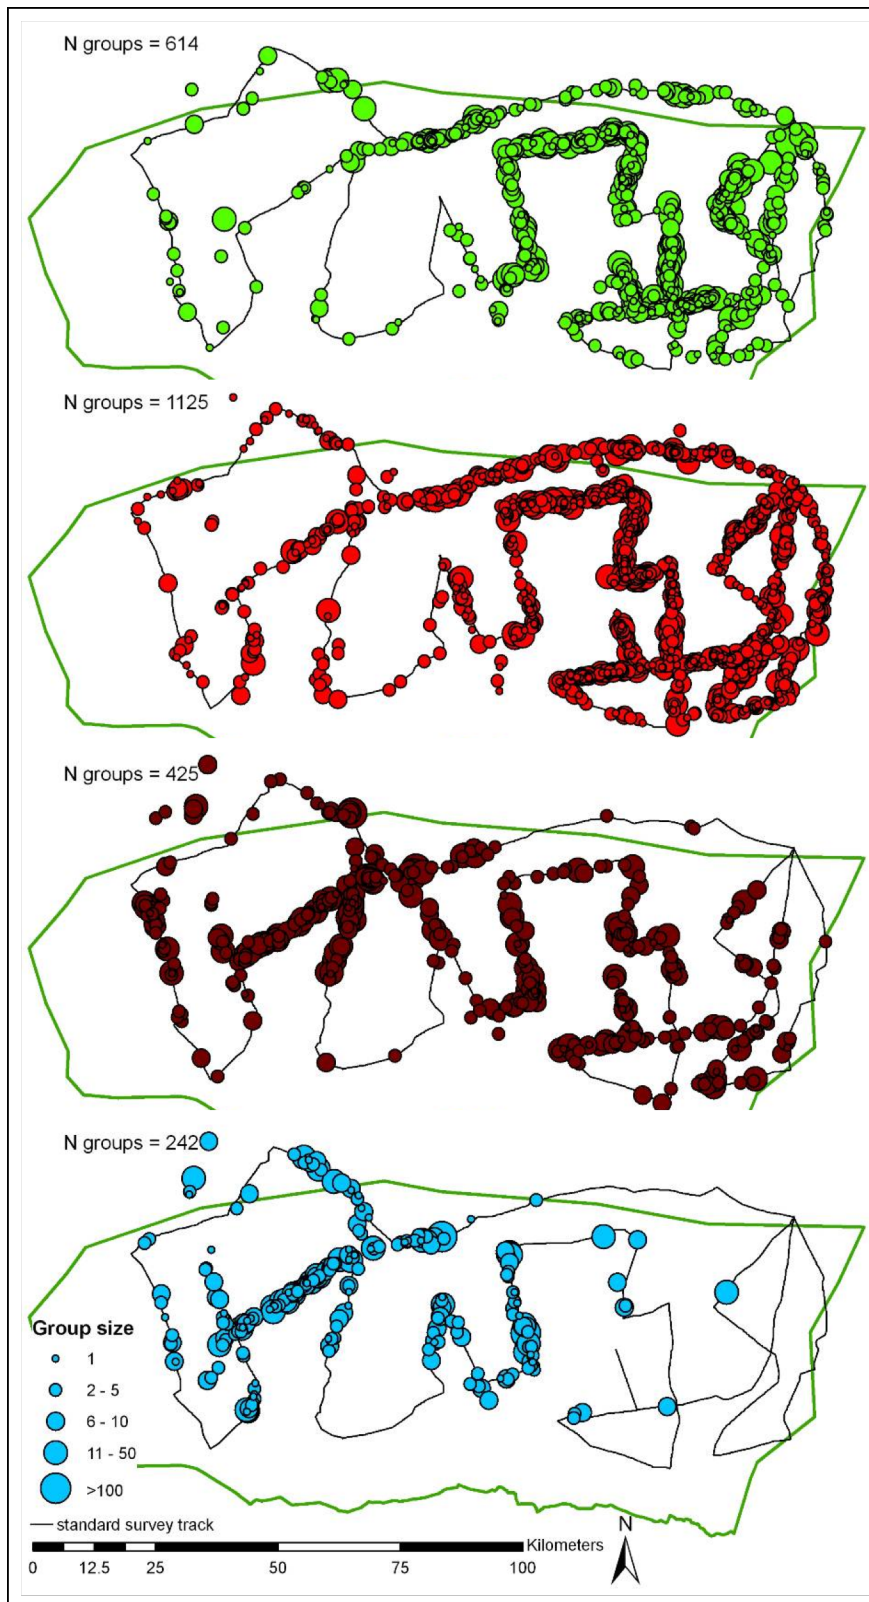 N groups = 614
N groups = 1125
N groups = 425
N groups = 242
Group size
1
2 - 5
6 - 10
11 - 50
>100
standard survey track
N
Kilometers
0 12.5 25 50 75 100